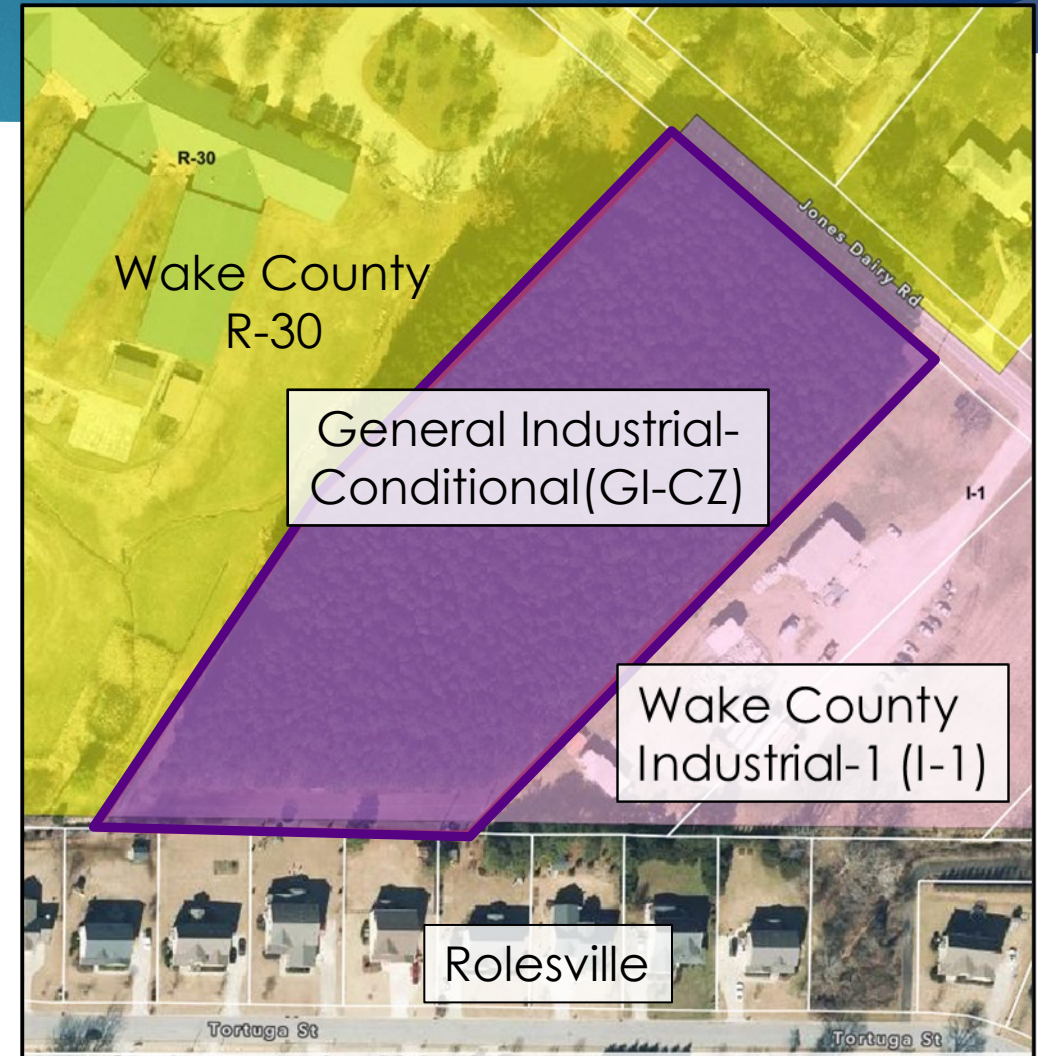 R-30
Jones Dairy Rd
Wake County
R-30
General Industrial-
Conditional(GI-CZ)
I-1
Wake County
Industrial-1 (I-1)
Rolesville
Tortuga St
Tortuga St